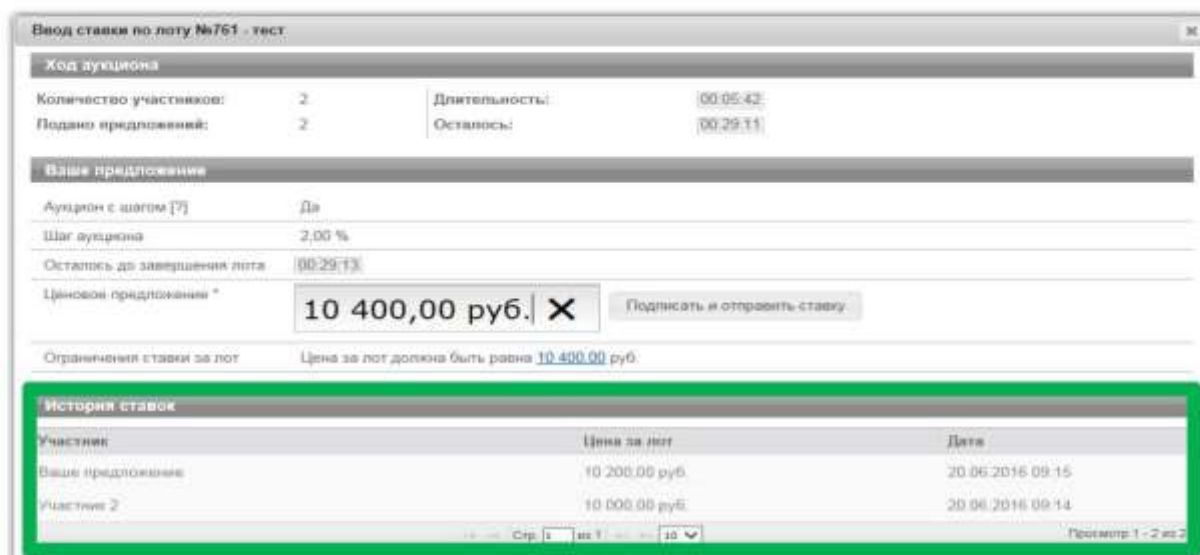 Ввод ставки по лоту №761 - тест
Ход аукциона
Количество участников: 2 Длительность: 00:05:42
Подано предложений: 2 Осталось: 00:29:11
Ваше предложение
Аукцион с шагом [?] Да
Шаг аукциона 2,00 %
Осталось до завершения лота 00:29:13
Ценовое предложение * 10 400,00 руб. Подписать и отправить ставку
Ограничения ставки за лот Цена за лот должна быть равна 10 400.00 руб.
История ставок
Участник Цена за лот Дата
Ваше предложение 10 200,00 руб. 20.06.2016 09:15
Участник 2 10 000,00 руб. 20.06.2016 09:14
Стр. 1 из 1 10 Просмотр 1 - 2 из 2